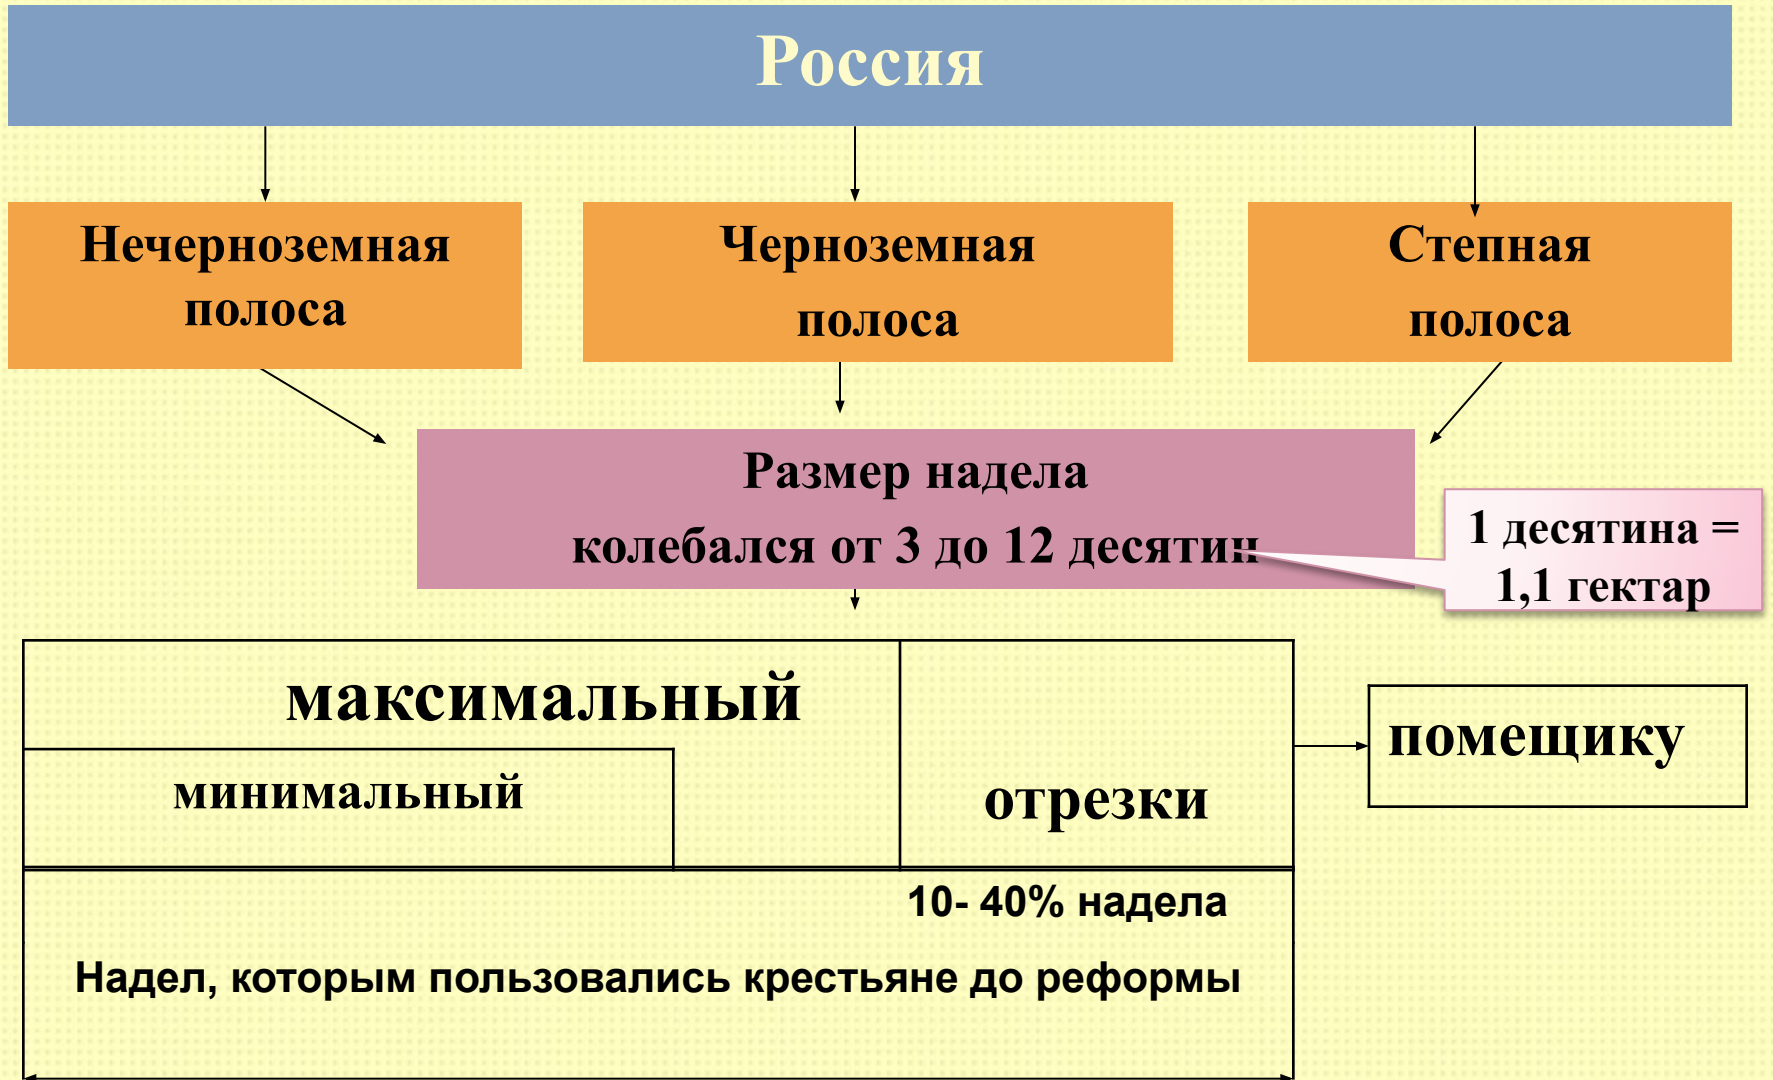 Россия
Нечерноземная
полоса
Черноземная
полоса
Степная
полоса
Размер надела
колебался от 3 до 12 десятин
1 десятина =
1,1 гектар
максимальный
минимальный
отрезки
помещику
10- 40% надела
Надел, которым пользовались крестьяне до реформы